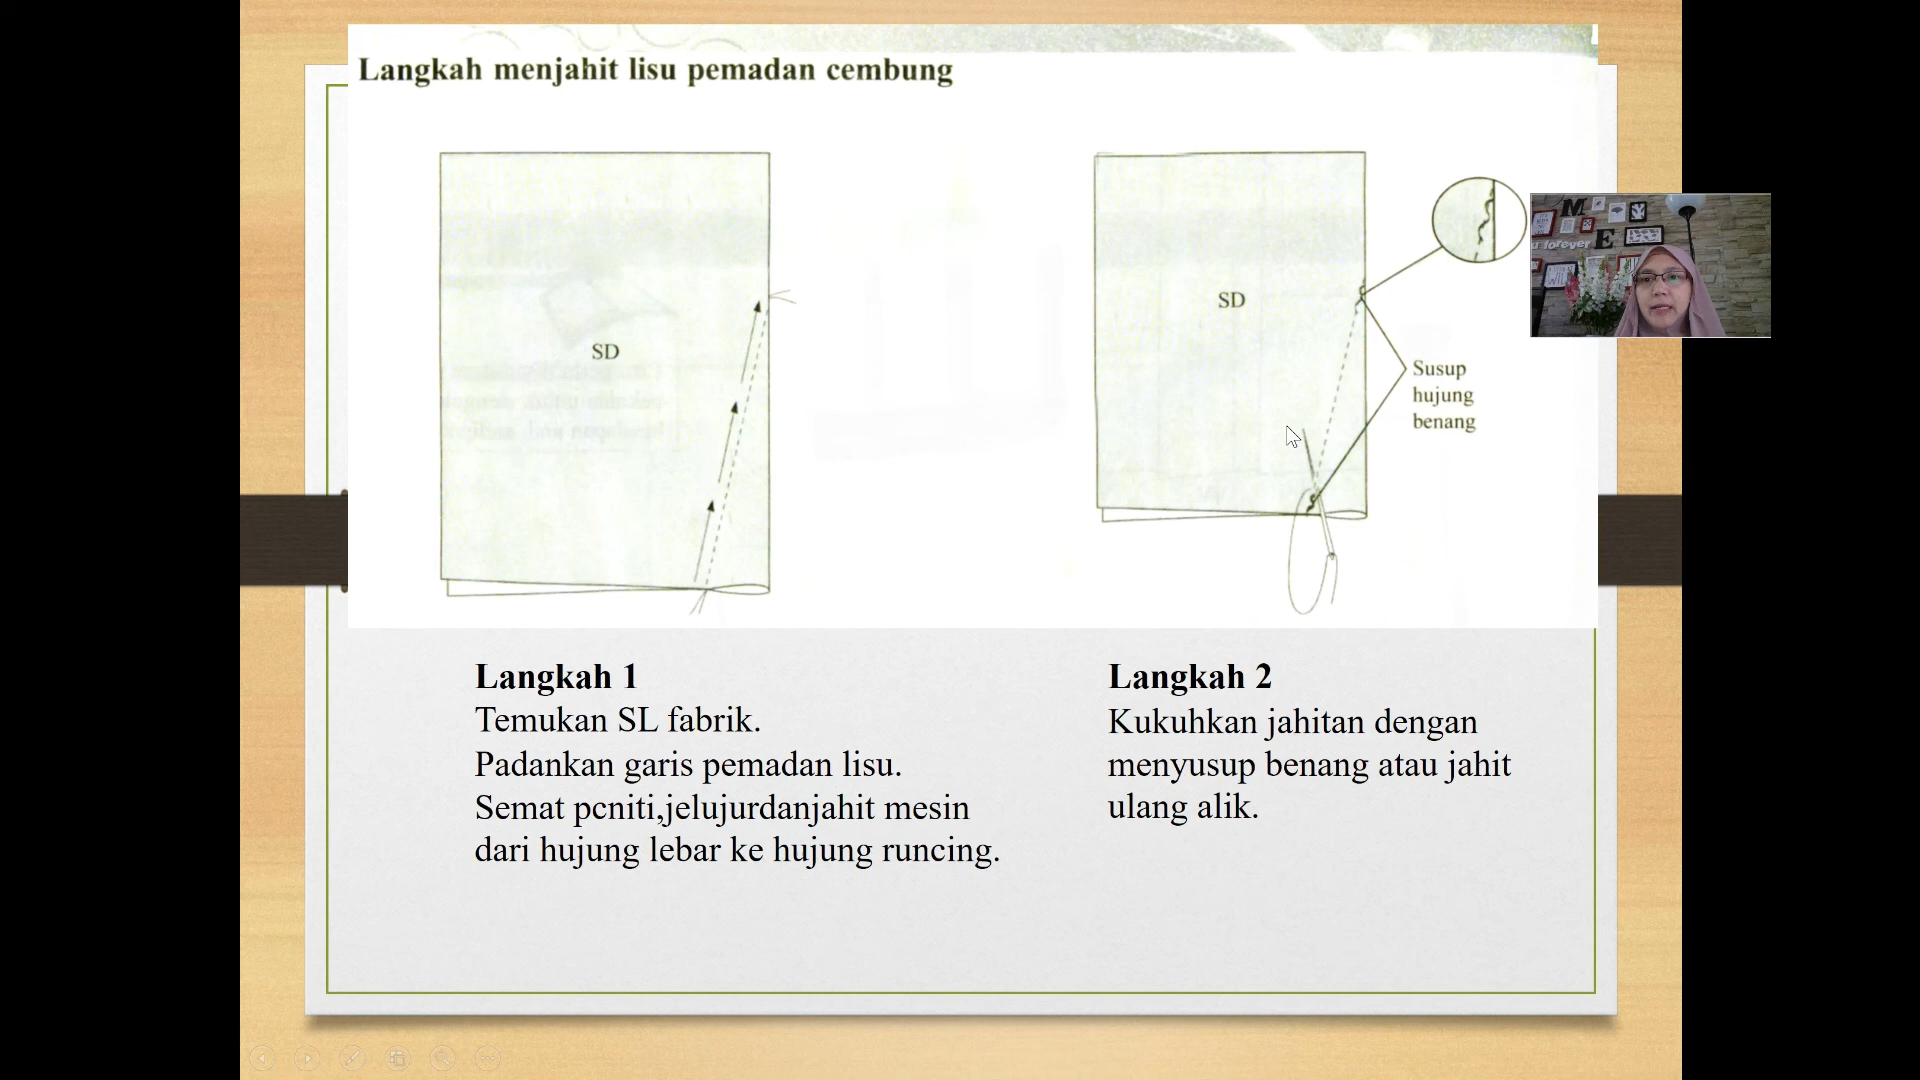 Langkah menjahit lisu pemadan cembung
SD
SD
Susup
hujung
benang
M
E
u forever
Langkah 1
Temukan SL fabrik.
Padankan garis pemadan lisu.
Semat pcniti,jelujurdanjahit mesin
dari hujung lebar ke hujung runcing.
Langkah 2
Kukuhkan jahitan dengan
menyusup benang atau jahit
ulang alik.